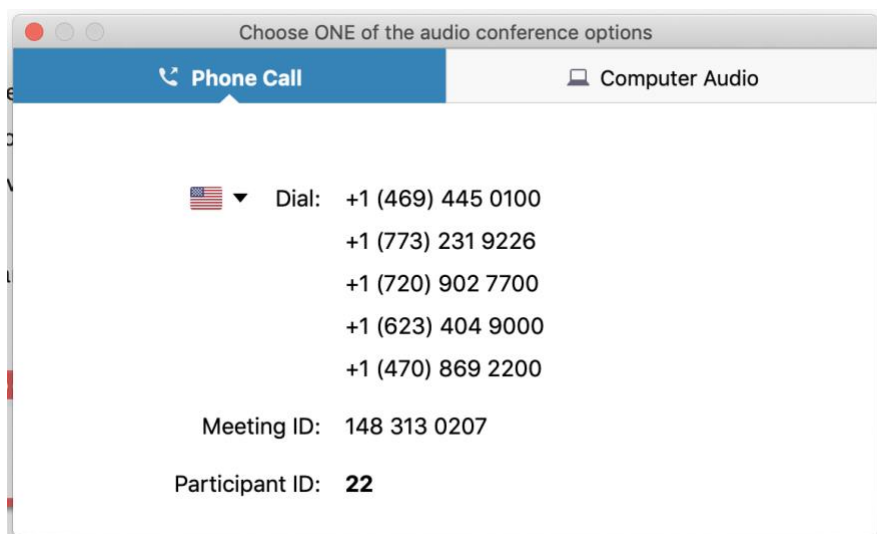 Choose ONE of the audio conference options
Phone Call
Computer Audio
Dial: +1 (469) 445 0100
+1 (773) 231 9226
+1 (720) 902 7700
+1 (623) 404 9000
+1 (470) 869 2200
Meeting ID: 148 313 0207
Participant ID: 22